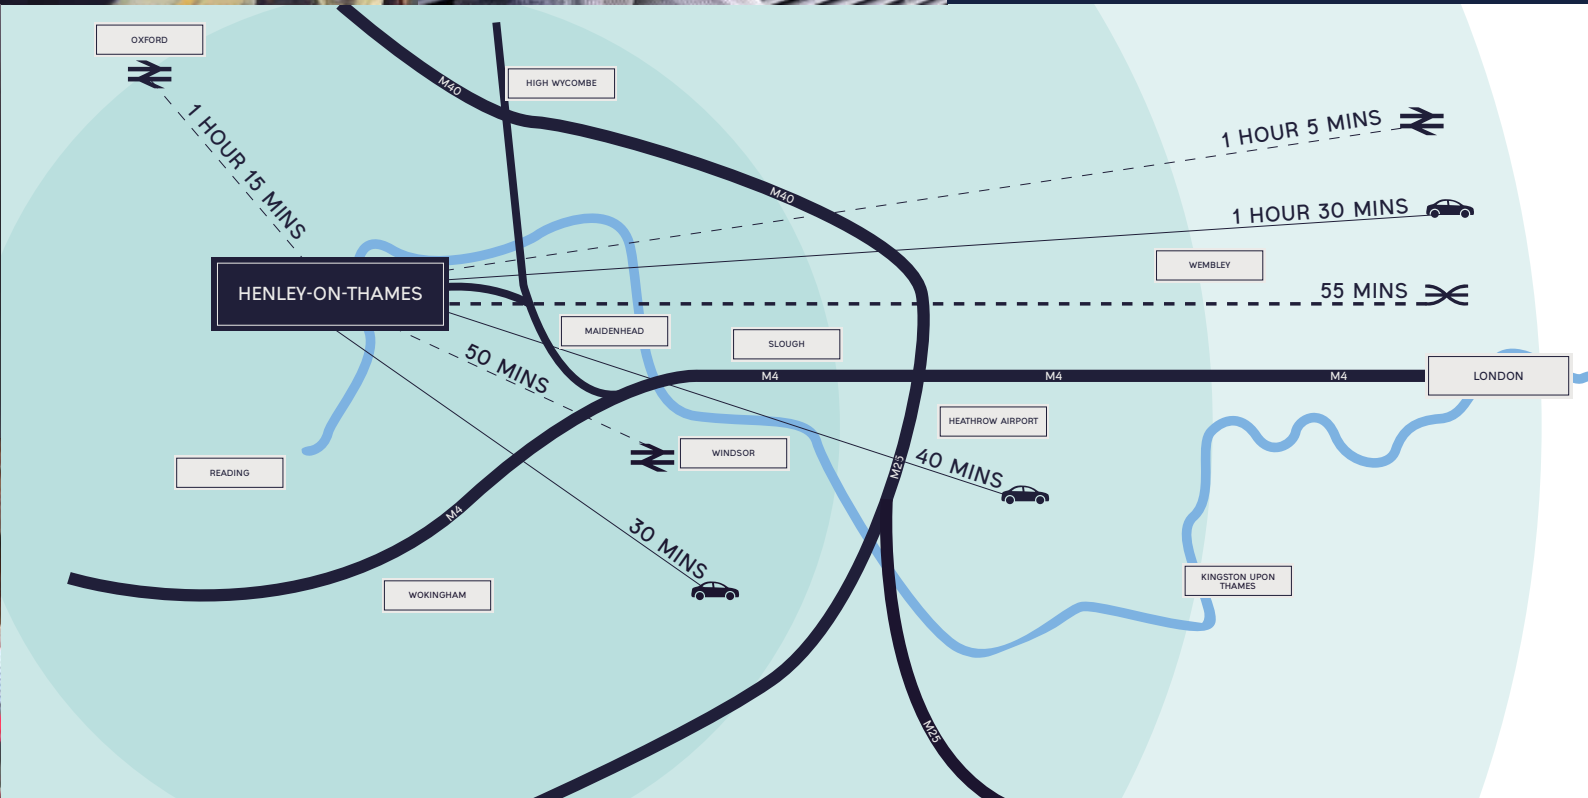 OXFORD
M40
HIGH WYCOMBE
1 HOUR 15 MINS
1 HOUR 5 MINS
M40
1 HOUR 30 MINS
WEMBLEY
HENLEY-ON-THAMES
55 MINS
MAIDENHEAD
SLOUGH
50 MINS
M4
M4
M4
LONDON
HEATHROW AIRPORT
WINDSOR
READING
M25
40 MINS
M4
30 MINS
WOKINGHAM
KINGSTON UPON
THAMES
M25